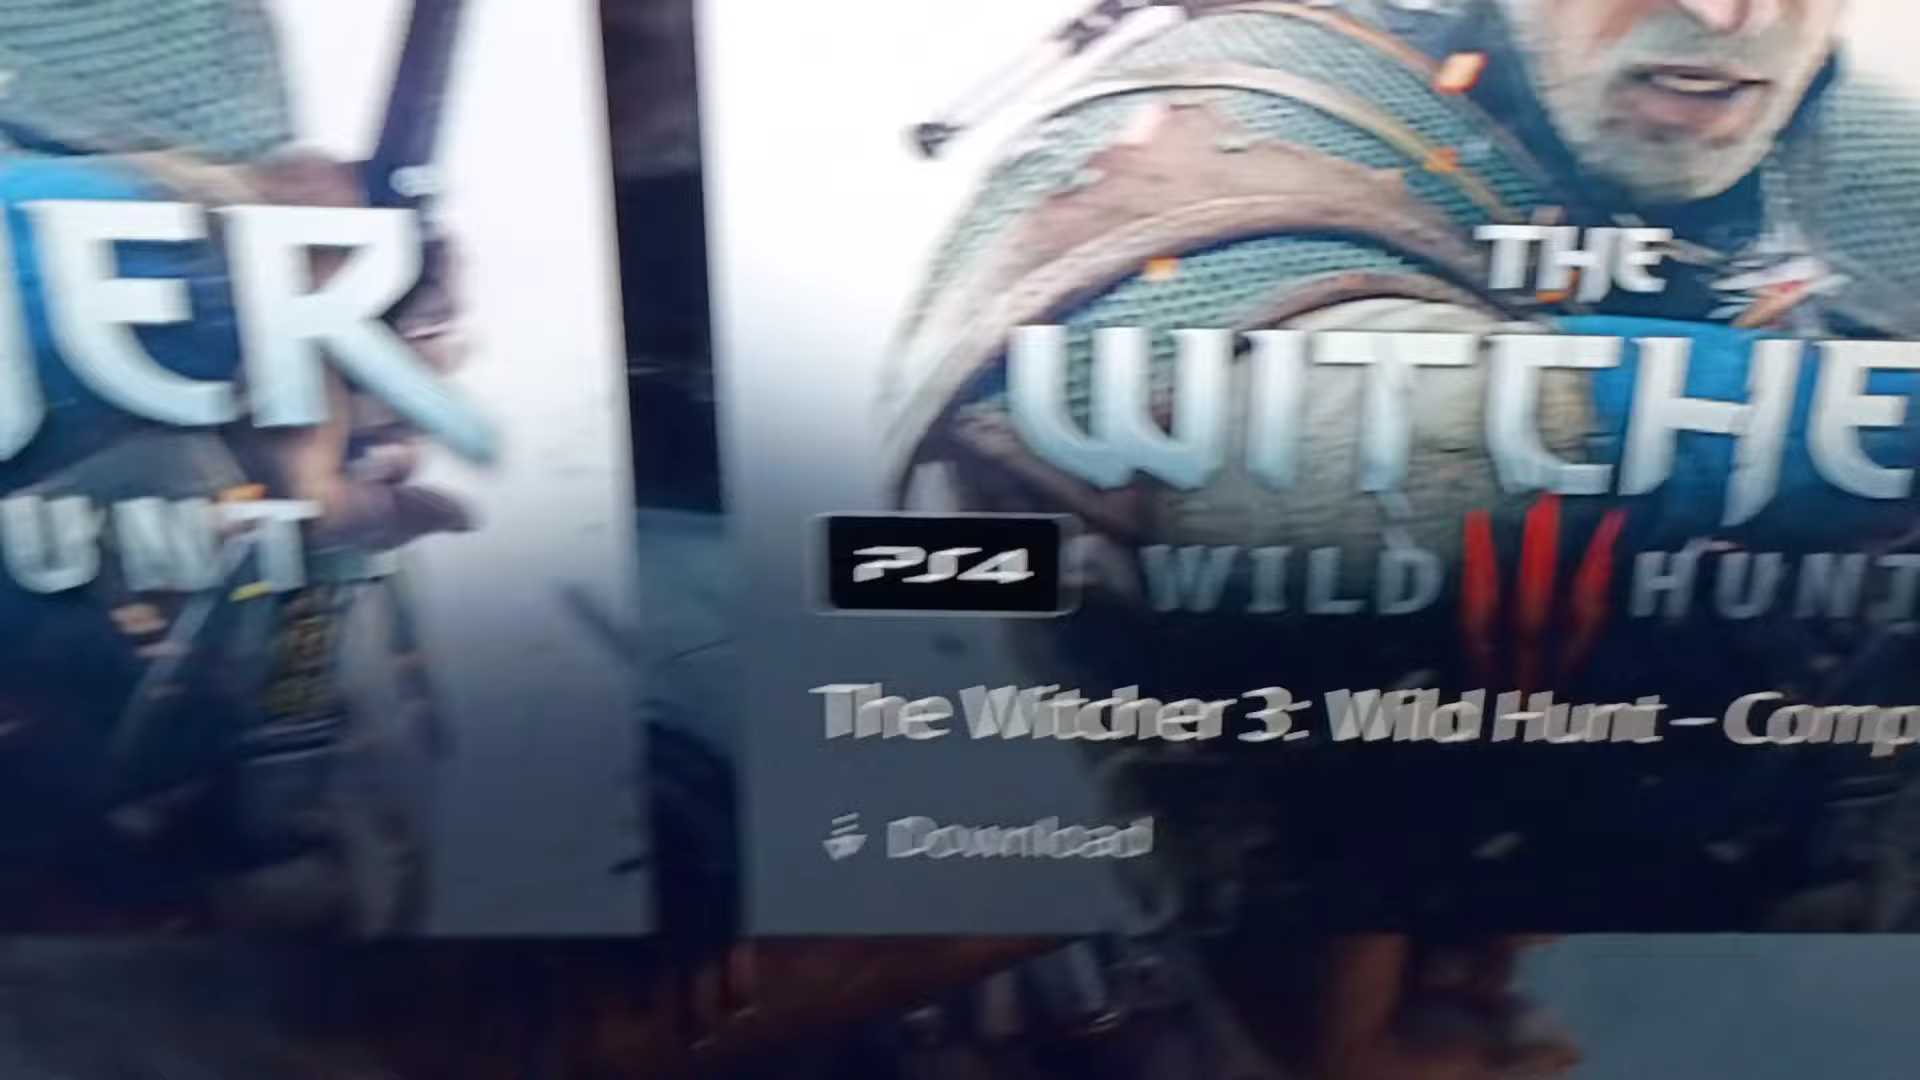 ER
UNT
THE
WITCHE
WILD HUNT
PS4
The Witcher 3: Wild Hunt – Comp
Download